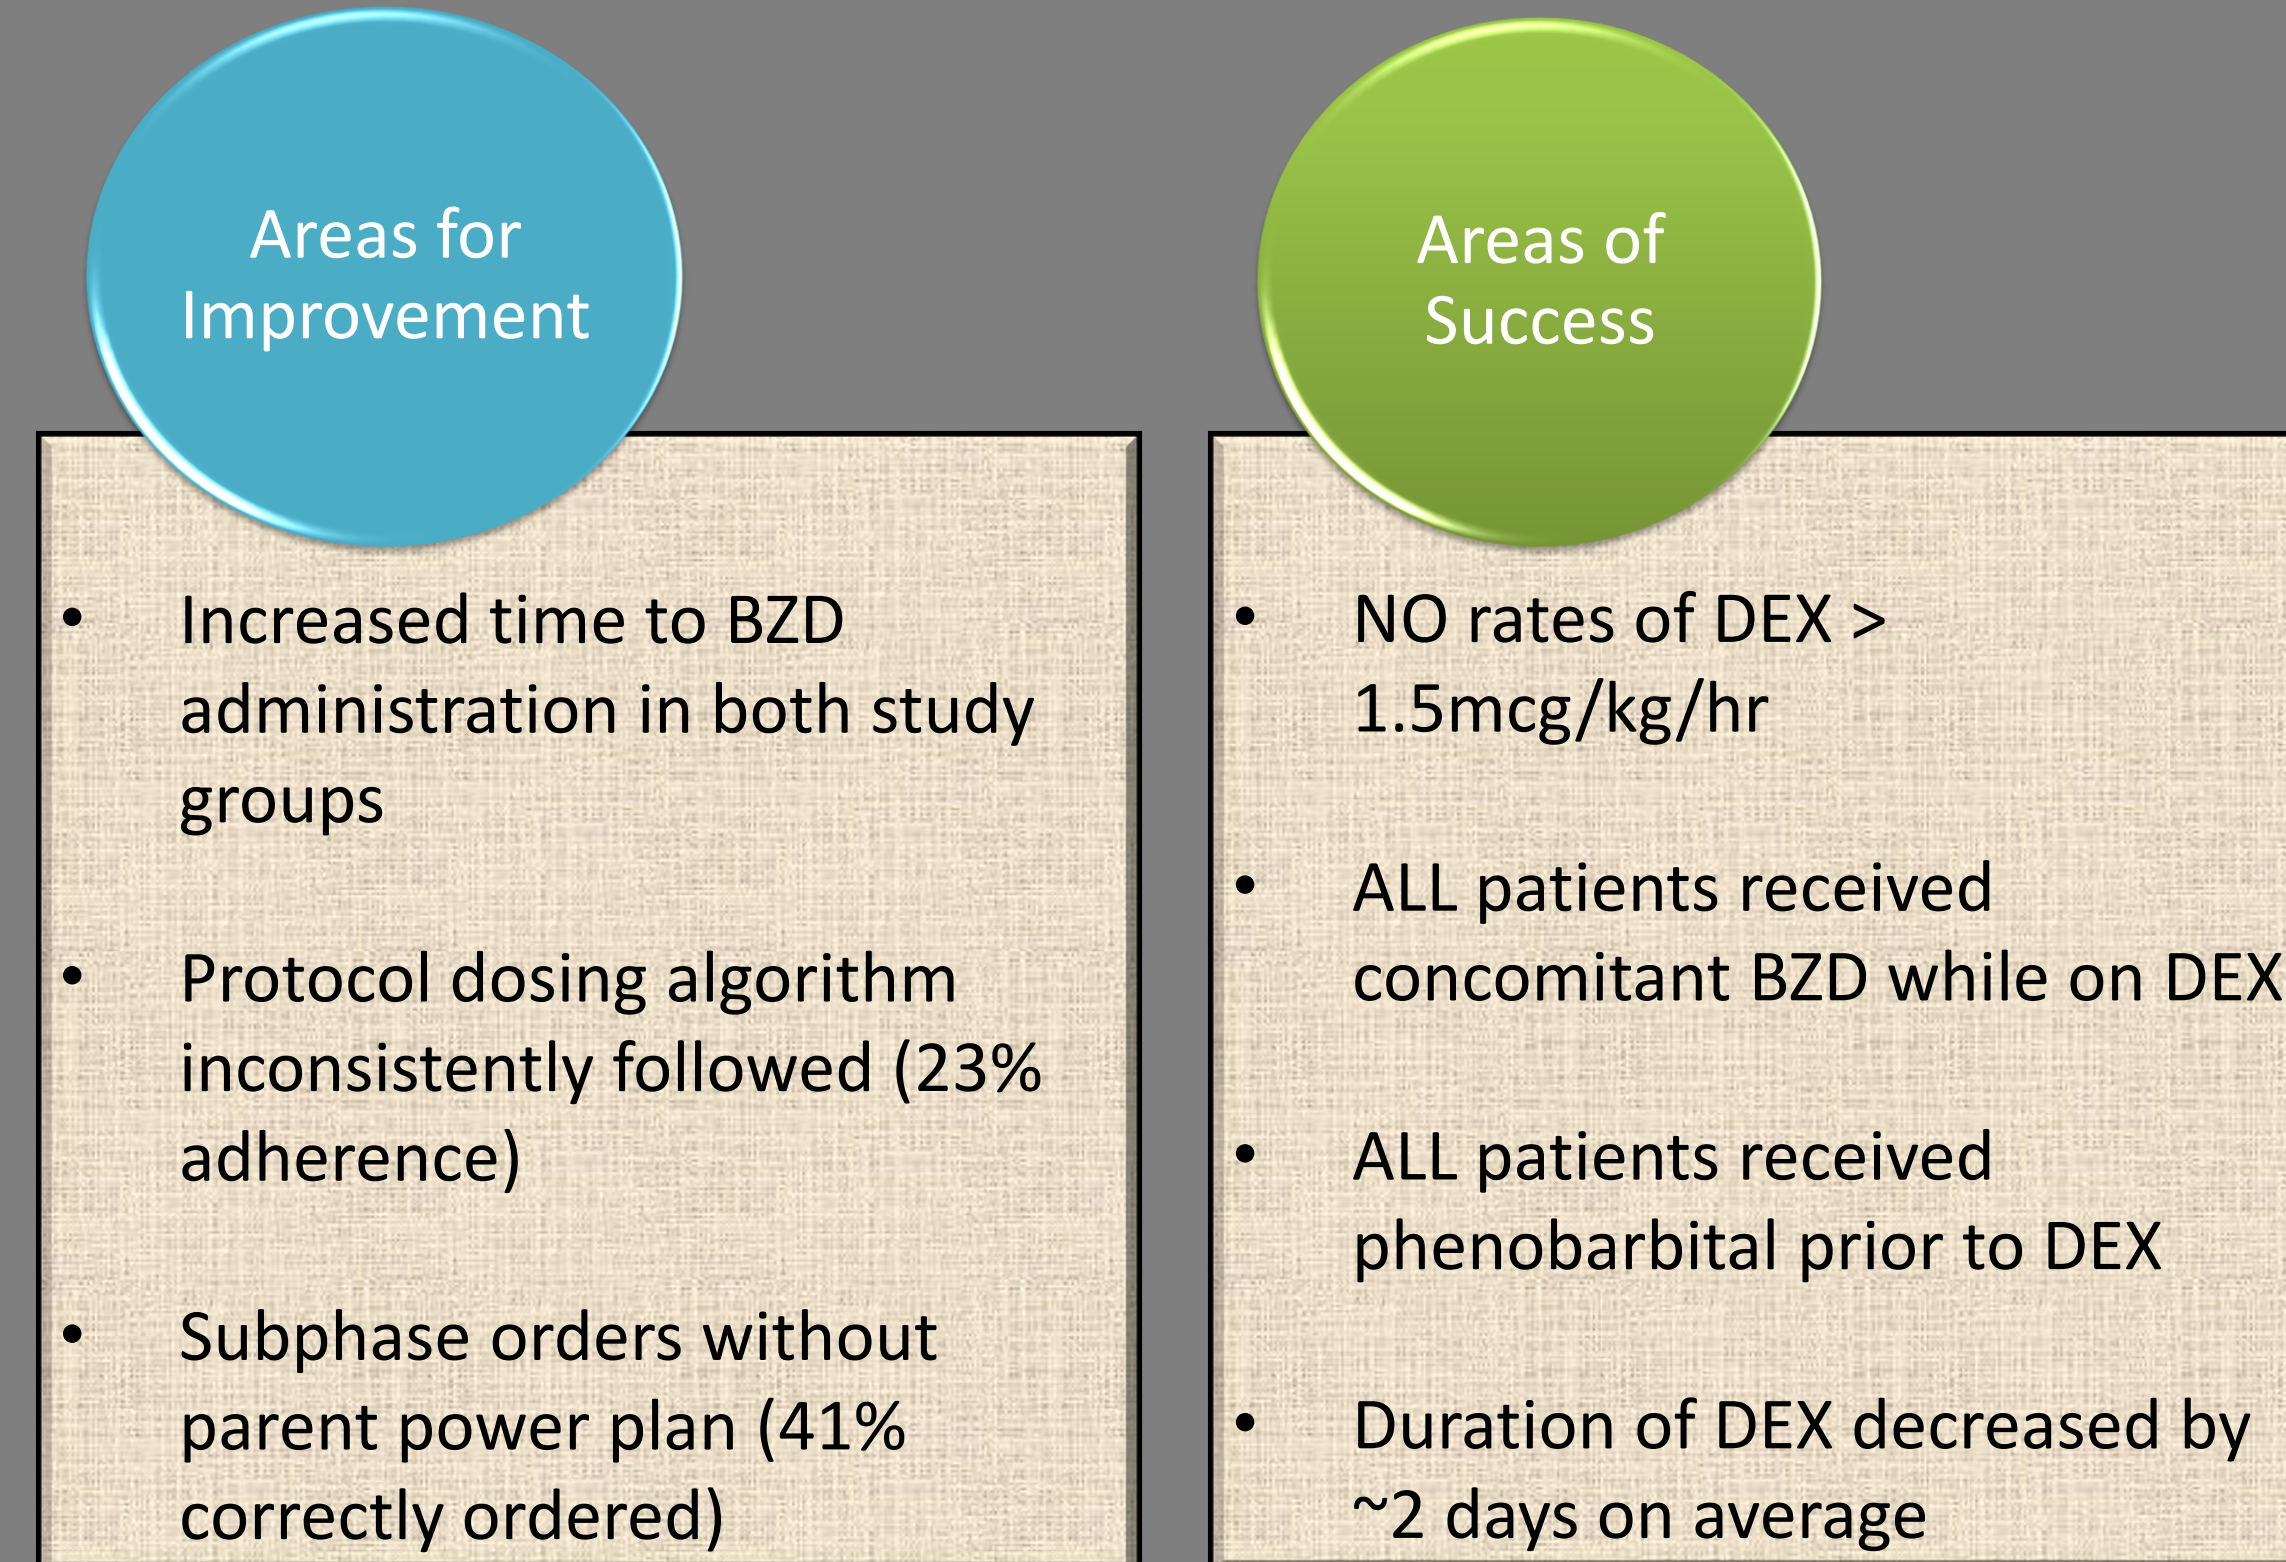 Areas for
Improvement
• Increased time to BZD
administration in both study
groups
• Protocol dosing algorithm
inconsistently followed (23%
adherence)
• Subphase orders without
parent power plan (41%
correctly ordered)
Areas of
Success
• NO rates of DEX >
1.5mcg/kg/hr
• ALL patients received
concomitant BZD while on DEX
• ALL patients received
phenobarbital prior to DEX
• Duration of DEX decreased by
~2 days on average